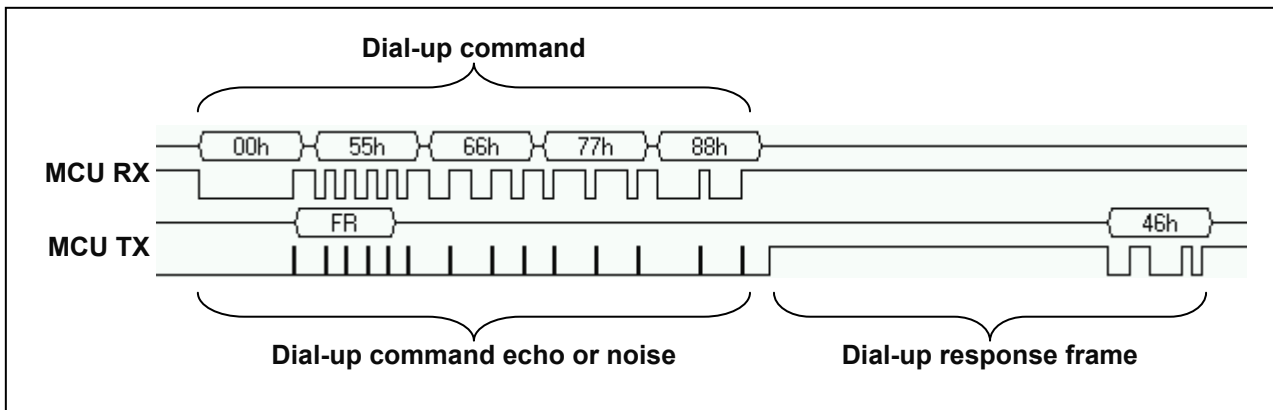 Dial-up command
00h 55h 66h 77h 88h
MCU RX
FR 46h
MCU TX
Dial-up command echo or noise Dial-up response frame